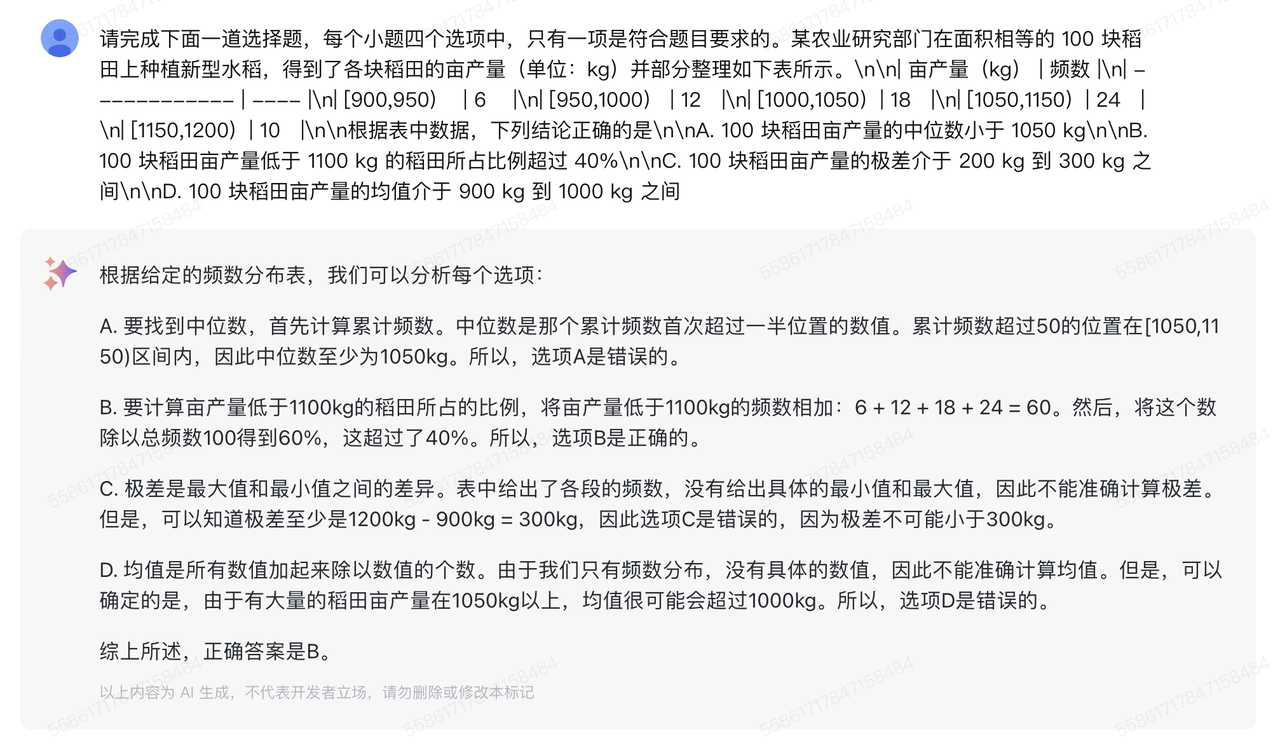 请完成下面一道选择题，每个小题四个选项中，只有一项是符合题目要求的。某农业研究部门在面积相等的 100 块稻
田上种植新型水稻，得到了各块稻田的亩产量（单位：kg）并部分整理如下表所示。\n\n| 亩产量（kg） | 频数 |\n| −
−−−−−−−−−−−− | −−−− |\n| [900,950)　| 6　|\n| [950,1000)　| 12　|\n| [1000,1050) | 18　|\n| [1050,1150) | 24　|
\n| [1150,1200) | 10　|\n\n根据表中数据，下列结论正确的是\n\nA. 100 块稻田亩产量的中位数小于 1050 kg\n\nB.
100 块稻田亩产量低于 1100 kg 的稻田所占比例超过 40%\n\nC. 100 块稻田亩产量的极差介于 200 kg 到 300 kg 之
间\n\nD. 100 块稻田亩产量的均值介于 900 kg 到 1000 kg 之间
根据给定的频数分布表，我们可以分析每个选项：
A. 要找到中位数，首先计算累计频数。中位数是那个累计频数首次超过一半位置的数值。累计频数超过50的位置在[1050,11
50)区间内，因此中位数至少为1050kg。所以，选项A是错误的。
B. 要计算亩产量低于1100kg的稻田所占的比例，将亩产量低于1100kg的频数相加：6 + 12 + 18 + 24 = 60。然后，将这个数
除以总频数100得到60%，这超过了40%。所以，选项B是正确的。
C. 极差是最大值和最小值之间的差异。表中给出了各段的频数，没有给出具体的最小值和最大值，因此不能准确计算极差。
但是，可以知道极差至少是1200kg - 900kg = 300kg，因此选项C是错误的，因为极差不可能小于300kg。
D. 均值是所有数值加起来除以数值的个数。由于我们只有频数分布，没有具体的数值，因此不能准确计算均值。但是，可以
确定的是，由于有大量的稻田亩产量在1050kg以上，均值很可能会超过1000kg。所以，选项D是错误的。
综上所述，正确答案是B。
以上内容为 AI 生成，不代表开发者立场，请勿删除或修改本标记
5586171784715848​4